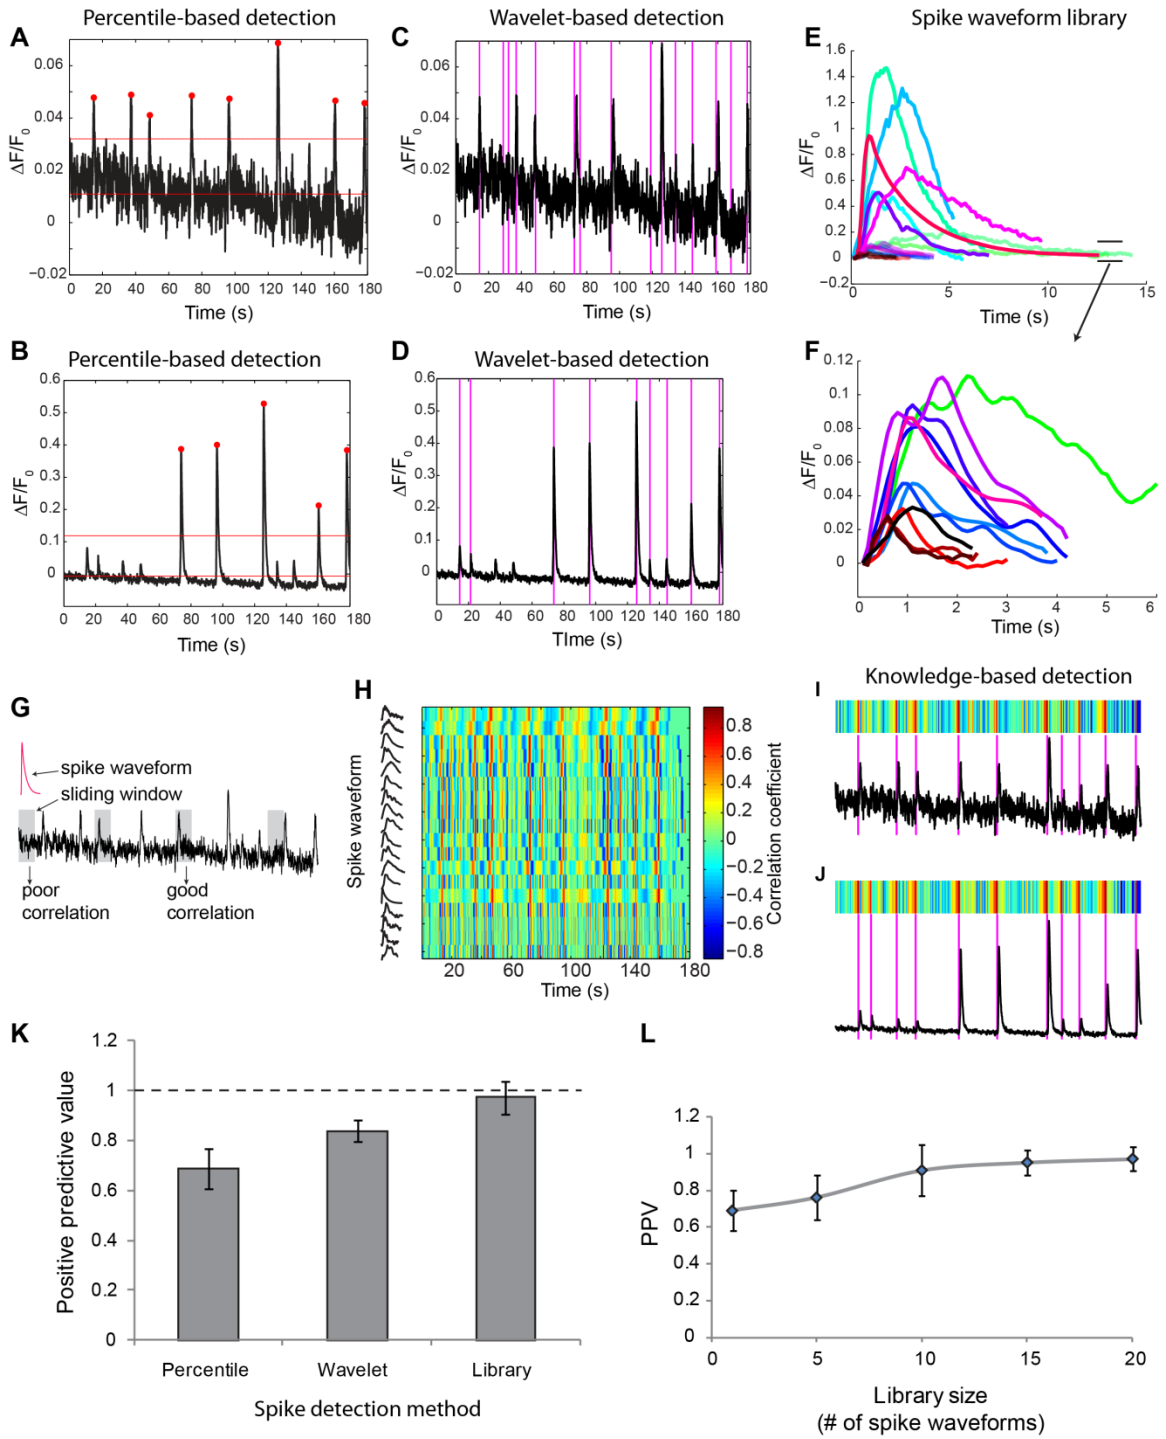 Percentile-based detection
Wavelet-based detection
Spike waveform library
A
0.06
0.04
0.02
0
−0.02
ΔF/F0
0 20 40 60 80 100 120 140 160 180
Time (s)
C
0.06
0.04
0.02
0
−0.02
ΔF/F0
0 20 40 60 80 100 120 140 160 180
Time (s)
E
1.6
1.4
1.2
1
0.8
0.6
0.4
0.2
0
−0.2
ΔF/F0
0 5 10 15
Time (s)
B
Percentile-based detection
0.6
0.5
0.4
0.3
0.2
0.1
0
ΔF/F0
0 20 40 60 80 100 120 140 160 180
Time (s)
D
Wavelet-based detection
0.6
0.5
0.4
0.3
0.2
0.1
0
ΔF/F0
0 20 40 60 80 100 120 140 160 180
TIme (s)
F
0.12
0.1
0.08
0.06
0.04
0.02
0
ΔF/F0
0 1 2 3 4 5 6
Time (s)
G
spike waveform
sliding window
poor
correlation
good
correlation
H
Spike waveform
20 60 100 140 180
Time (s)
0.8
0.6
0.4
0.2
0
−0.2
−0.4
−0.6
−0.8
Correlation coefficient
Knowledge-based detection
I
J
K
1.2
1
0.8
0.6
0.4
0.2
0
Positive predictive value
Percentile Wavelet Library
Spike detection method
L
1.2
1
0.8
0.6
0.4
0.2
0
PPV
0 5 10 15 20
Library size
(# of spike waveforms)